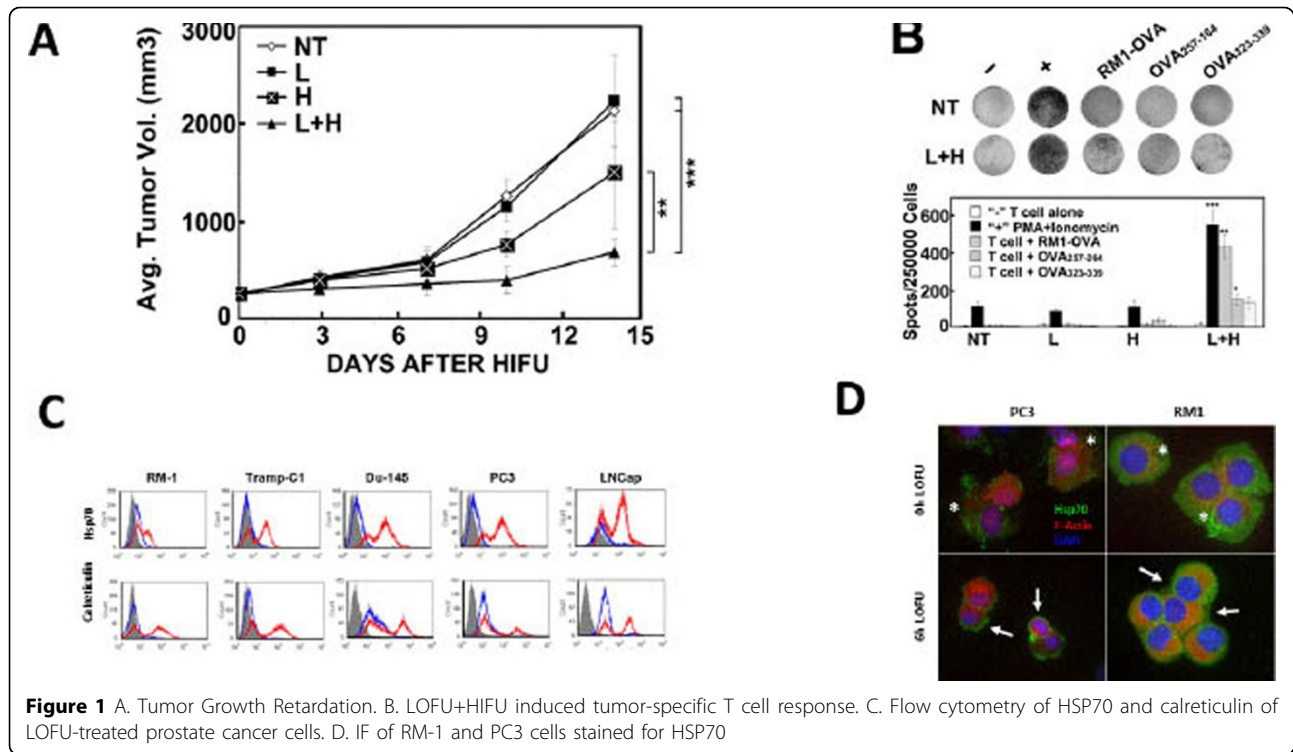 A
Avg. Tumor Vol. (mm3)
3000
2000
1000
0
NT
L
H
L+H
**
***
0 3 6 9 12 15
DAYS AFTER HIFU
B
- + RM1-OVA OVA257-164 OVA323-339
NT
L+H
Spots/250000 Cells
600
400
200
0
"-" T cell alone
"+" PMA+Ionomycin
T cell + RM1-OVA
T cell + OVA257-264
T cell + OVA323-339
*** ** *
NT L H L+H
C
RM-1 Tramp-C1 Du-145 PC3 LNCap
Hsp70
Calreticulin
Count
D
PC3 RM1
0h LOFU
Hsp70
F-Actin
DAPI
* * * *
6h LOFU
Figure 1 A. Tumor Growth Retardation. B. LOFU+HIFU induced tumor-specific T cell response. C. Flow cytometry of HSP70 and calreticulin of
LOFU-treated prostate cancer cells. D. IF of RM-1 and PC3 cells stained for HSP70